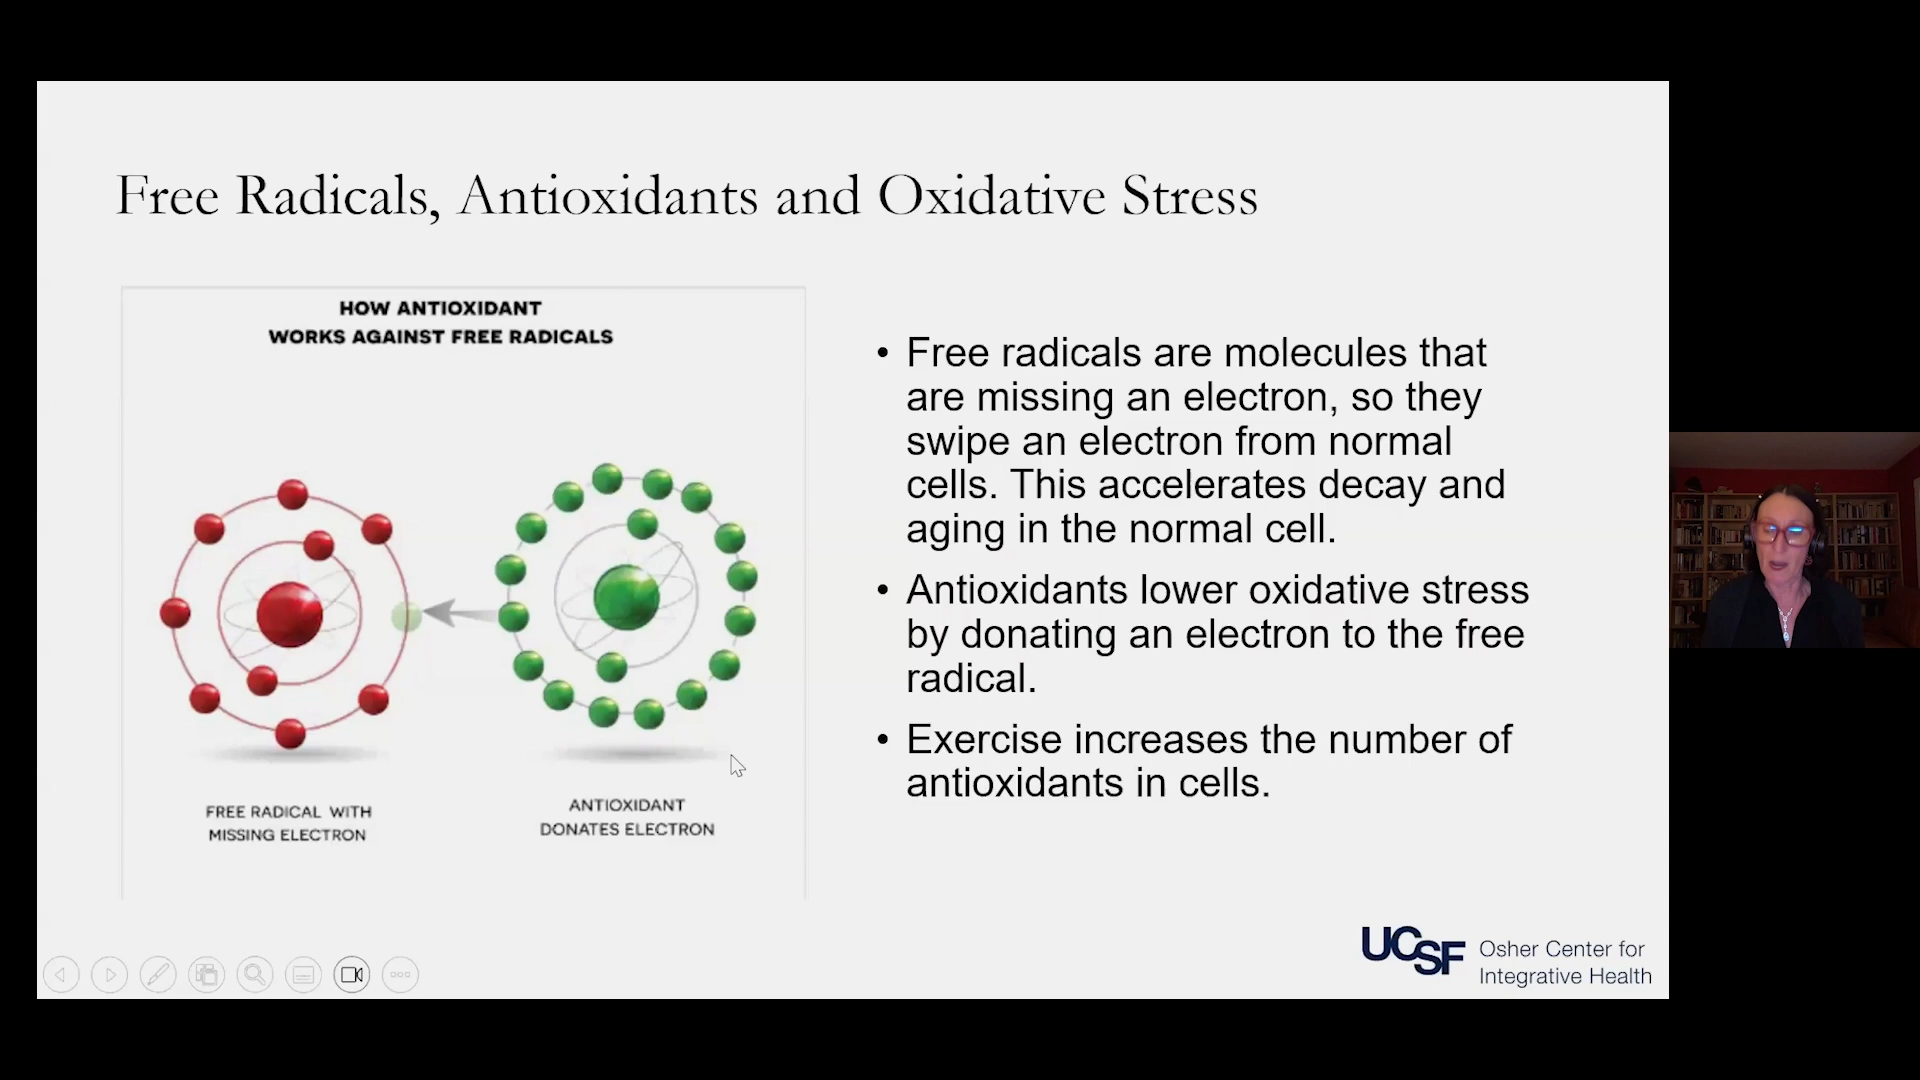 Free Radicals, Antioxidants and Oxidative Stress
HOW ANTIOXIDANT
WORKS AGAINST FREE RADICALS
FREE RADICAL WITH
MISSING ELECTRON
ANTIOXIDANT
DONATES ELECTRON
• Free radicals are molecules that
are missing an electron, so they
swipe an electron from normal
cells. This accelerates decay and
aging in the normal cell.
• Antioxidants lower oxidative stress
by donating an electron to the free
radical.
• Exercise increases the number of
antioxidants in cells.
UCSF
Osher Center for
Integrative Health